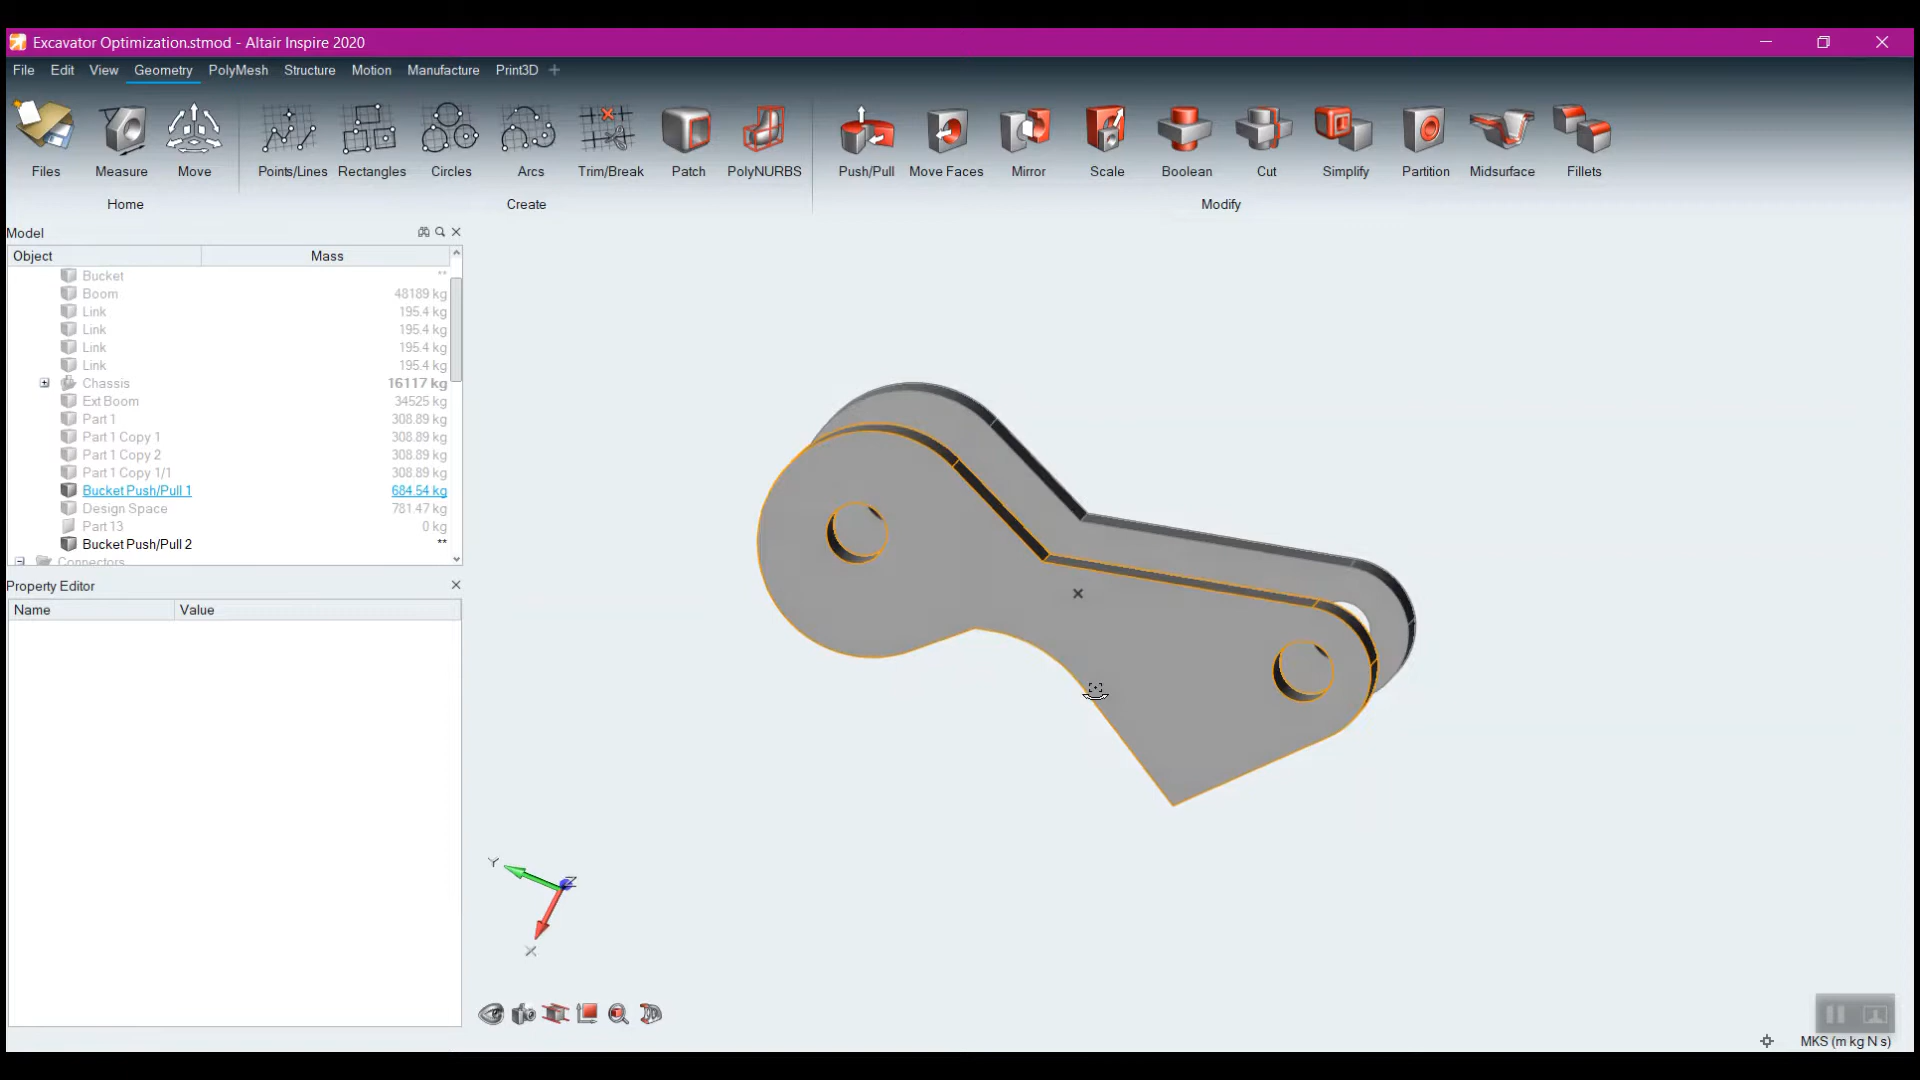 Excavator Optimization.stmod - Altair Inspire 2020
File Edit View Geometry PolyMesh Structure Motion Manufacture Print3D +
Files Measure Move Points/Lines Rectangles Circles Arcs Trim/Break Patch PolyNURBS Push/Pull Move Faces Mirror Scale Boolean Cut Simplify Partition Midsurface Fillets
Home Create Modify
Model
Object Mass
Bucket **
Boom 48189 kg
Link 195.4 kg
Link 195.4 kg
Link 195.4 kg
Link 195.4 kg
Chassis 16117 kg
Ext Boom 34525 kg
Part 1 308.89 kg
Part 1 Copy 1 308.89 kg
Part 1 Copy 2 308.89 kg
Part 1 Copy 1/1 308.89 kg
Bucket Push/Pull 1 684.54 kg
Design Space 781.47 kg
Part 13 0 kg
Bucket Push/Pull 2 **
Connectors
Property Editor
Name Value
Y
Z
X
MKS (m kg N s)